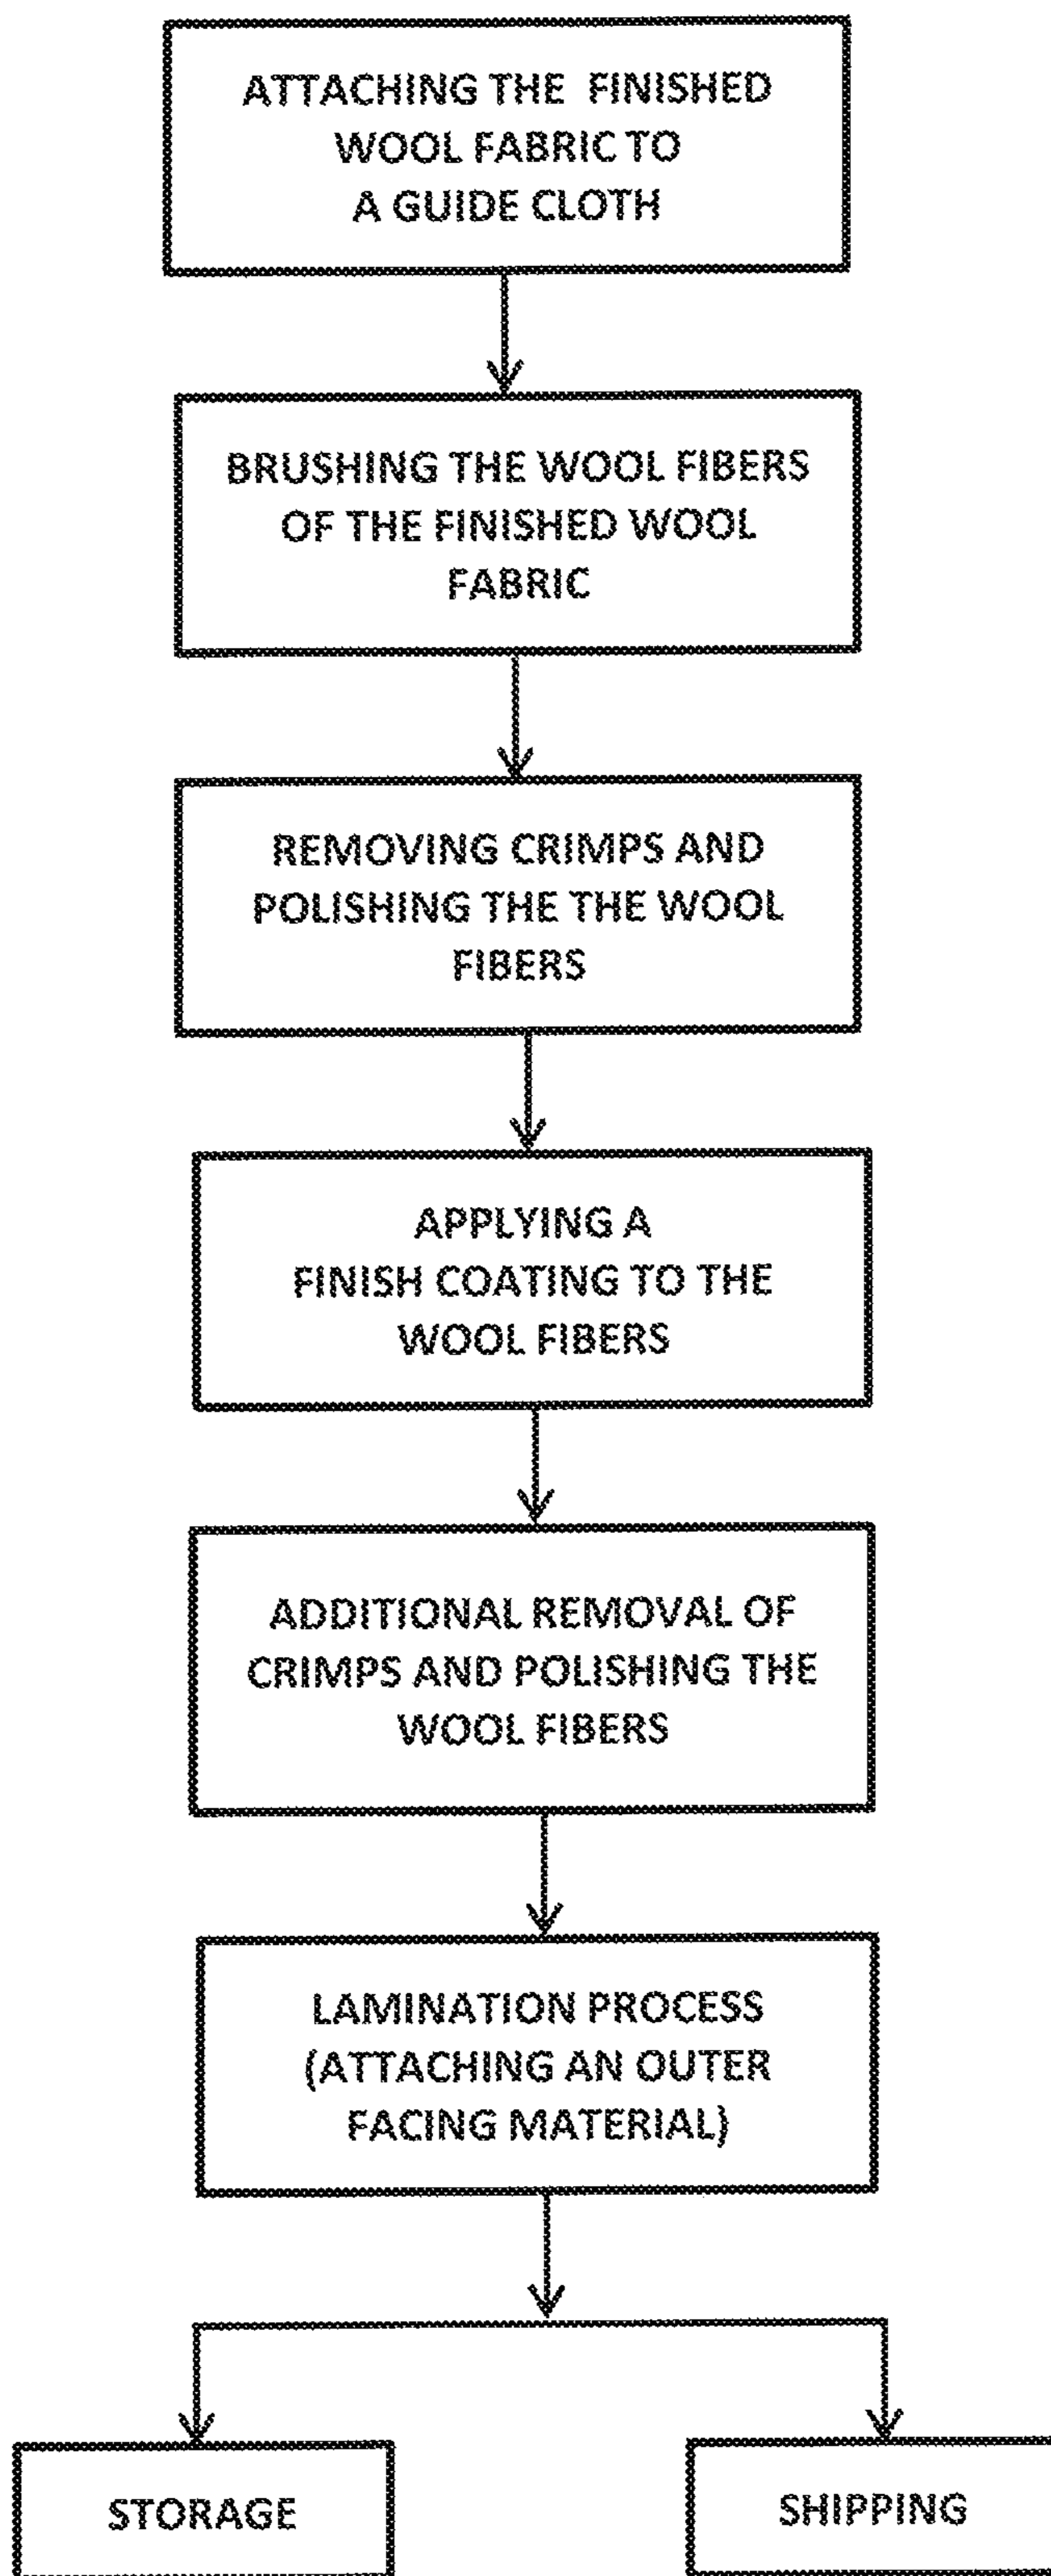 ATTACHING THE FINISHED
WOOL FABRIC TO
A GUIDE CLOTH
BRUSHING THE WOOL FIBERS
OF THE FINISHED WOOL
FABRIC
REMOVING CRIMPS AND
POLISHING THE THE WOOL
FIBERS
APPLYING A
FINISH COATING TO THE
WOOL FIBERS
ADDITIONAL REMOVAL OF
CRIMPS AND POLISHING THE
WOOL FIBERS
LAMINATION PROCESS
(ATTACHING AN OUTER
FACING MATERIAL)
STORAGE
SHIPPING